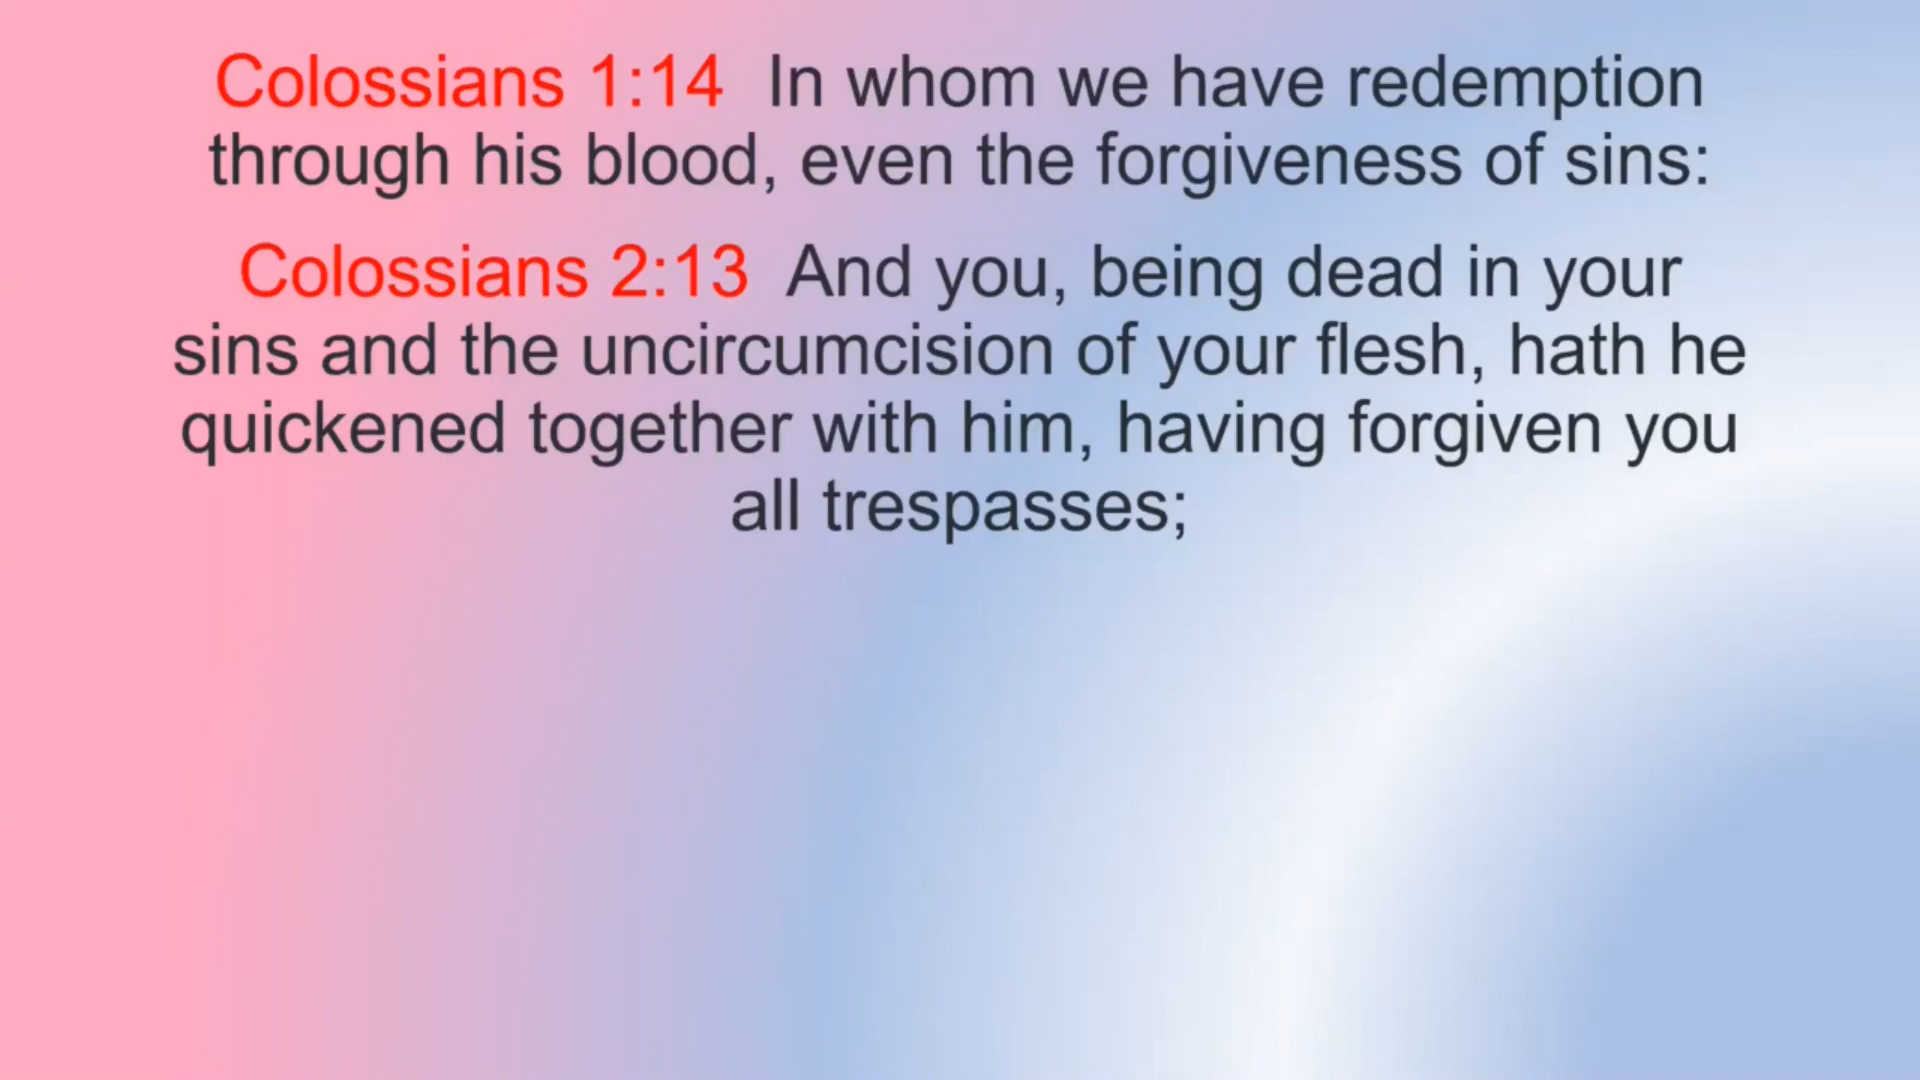 Colossians 1:14  In whom we have redemption
through his blood, even the forgiveness of sins:
Colossians 2:13  And you, being dead in your
sins and the uncircumcision of your flesh, hath he
quickened together with him, having forgiven you
all trespasses;